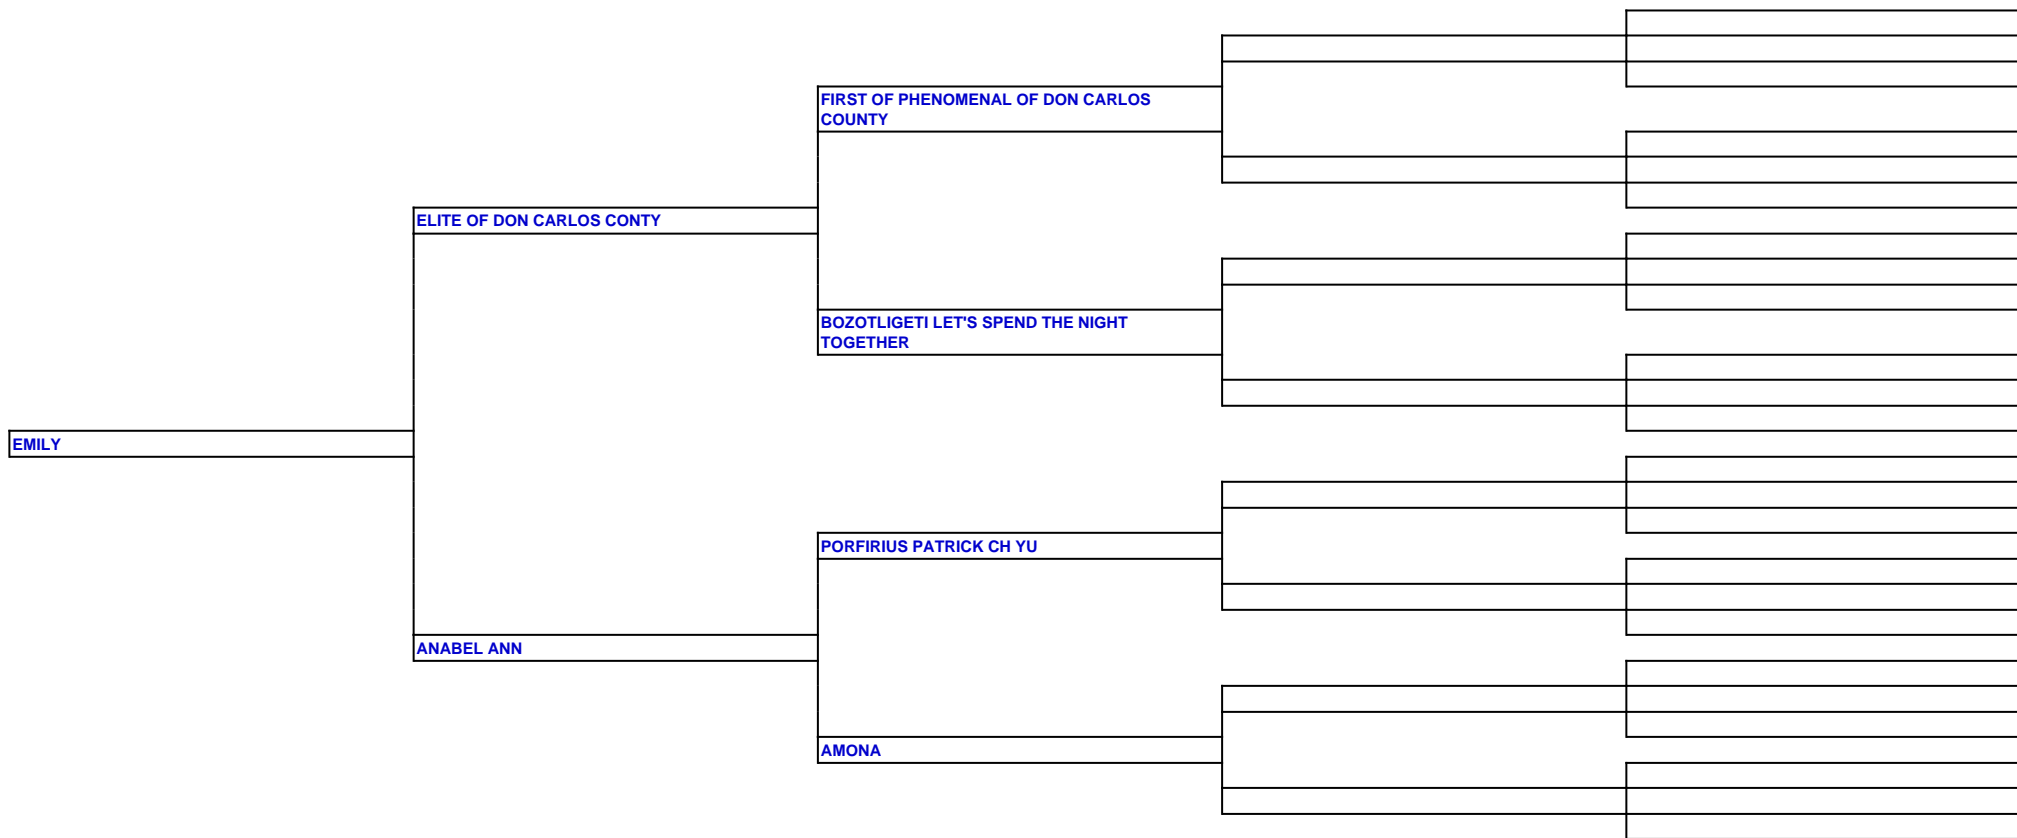 FIRST OF PHENOMENAL OF DON CARLOS
COUNTY
ELITE OF DON CARLOS CONTY
BOZOTLIGETI LET'S SPEND THE NIGHT
TOGETHER
EMILY
PORFIRIUS PATRICK CH YU
ANABEL ANN
AMONA